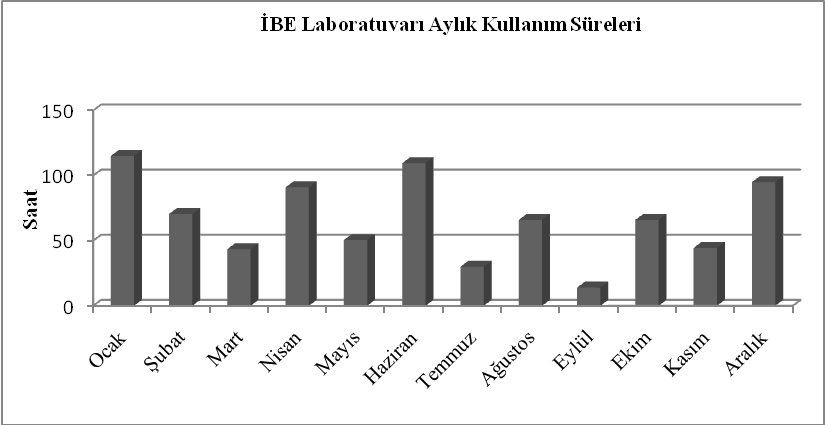 İBE Laboratuvarı Aylık Kullanım Süreleri
150
100
50
0
Saat
Ocak
Şubat
Mart
Nisan
Mayıs
Haziran
Temmuz
Ağustos
Eylül
Ekim
Kasım
Aralık